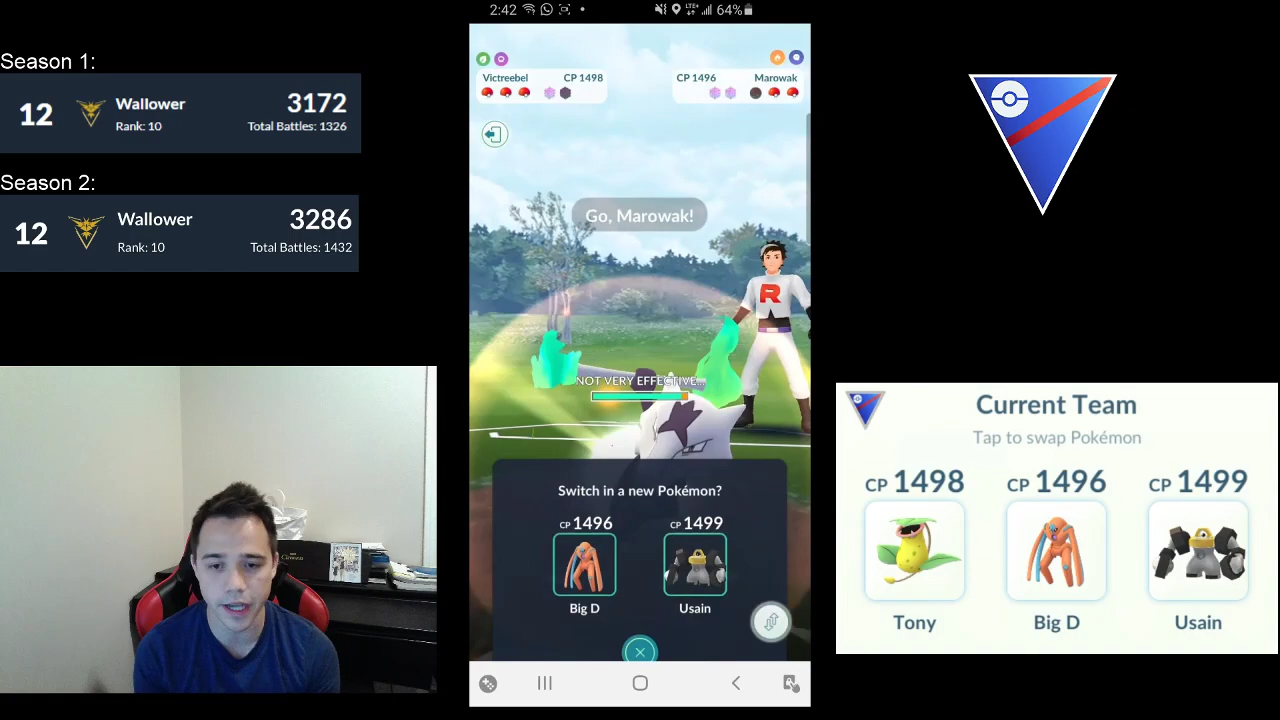 Season 1:
12 Wallower 3172
Rank: 10 Total Battles: 1326
Season 2:
12 Wallower 3286
Rank: 10 Total Battles: 1432
2:42 LTE+ 64%
Victreebel CP 1498 CP 1496 Marowak
Go, Marowak!
R
NOT VERY EFFECTIVE...
Switch in a new Pokémon?
CP 1496 CP 1499
Big D Usain
Current Team
Tap to swap Pokémon
CP 1498 CP 1496 CP 1499
Tony Big D Usain